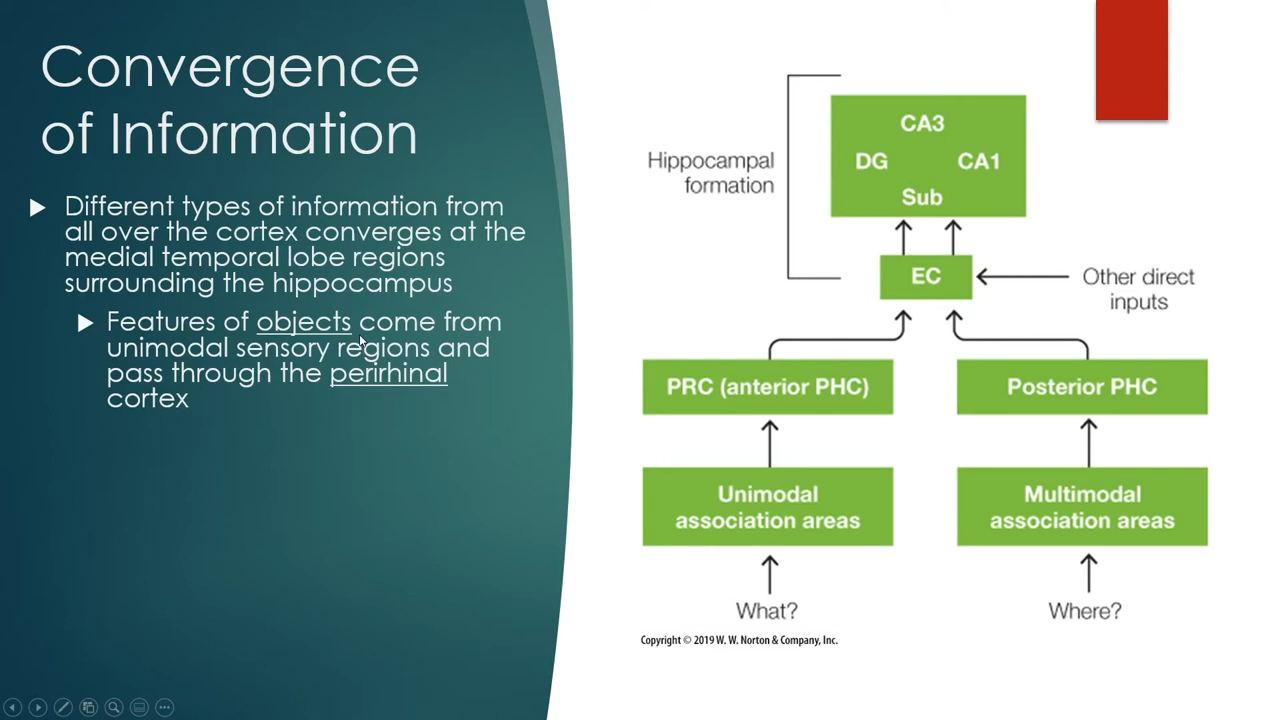 Convergence
of Information
Different types of information from
all over the cortex converges at the
medial temporal lobe regions
surrounding the hippocampus
Features of objects come from
unimodal sensory regions and
pass through the perirhinal
cortex
Hippocampal
formation
CA3
DG CA1
Sub
EC
Other direct
inputs
PRC (anterior PHC)
Posterior PHC
Unimodal
association areas
Multimodal
association areas
What?
Where?
Copyright © 2019 W. W. Norton & Company, Inc.